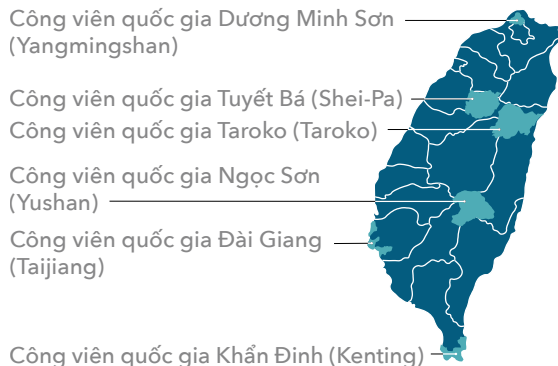 Công viên quốc gia Dương Minh Sơn
(Yangmingshan)
Công viên quốc gia Tuyết Bá (Shei-Pa)
Công viên quốc gia Taroko (Taroko)
Công viên quốc gia Ngọc Sơn
(Yushan)
Công viên quốc gia Đài Giang
(Taijiang)
Công viên quốc gia Khẩn Đinh (Kenting)